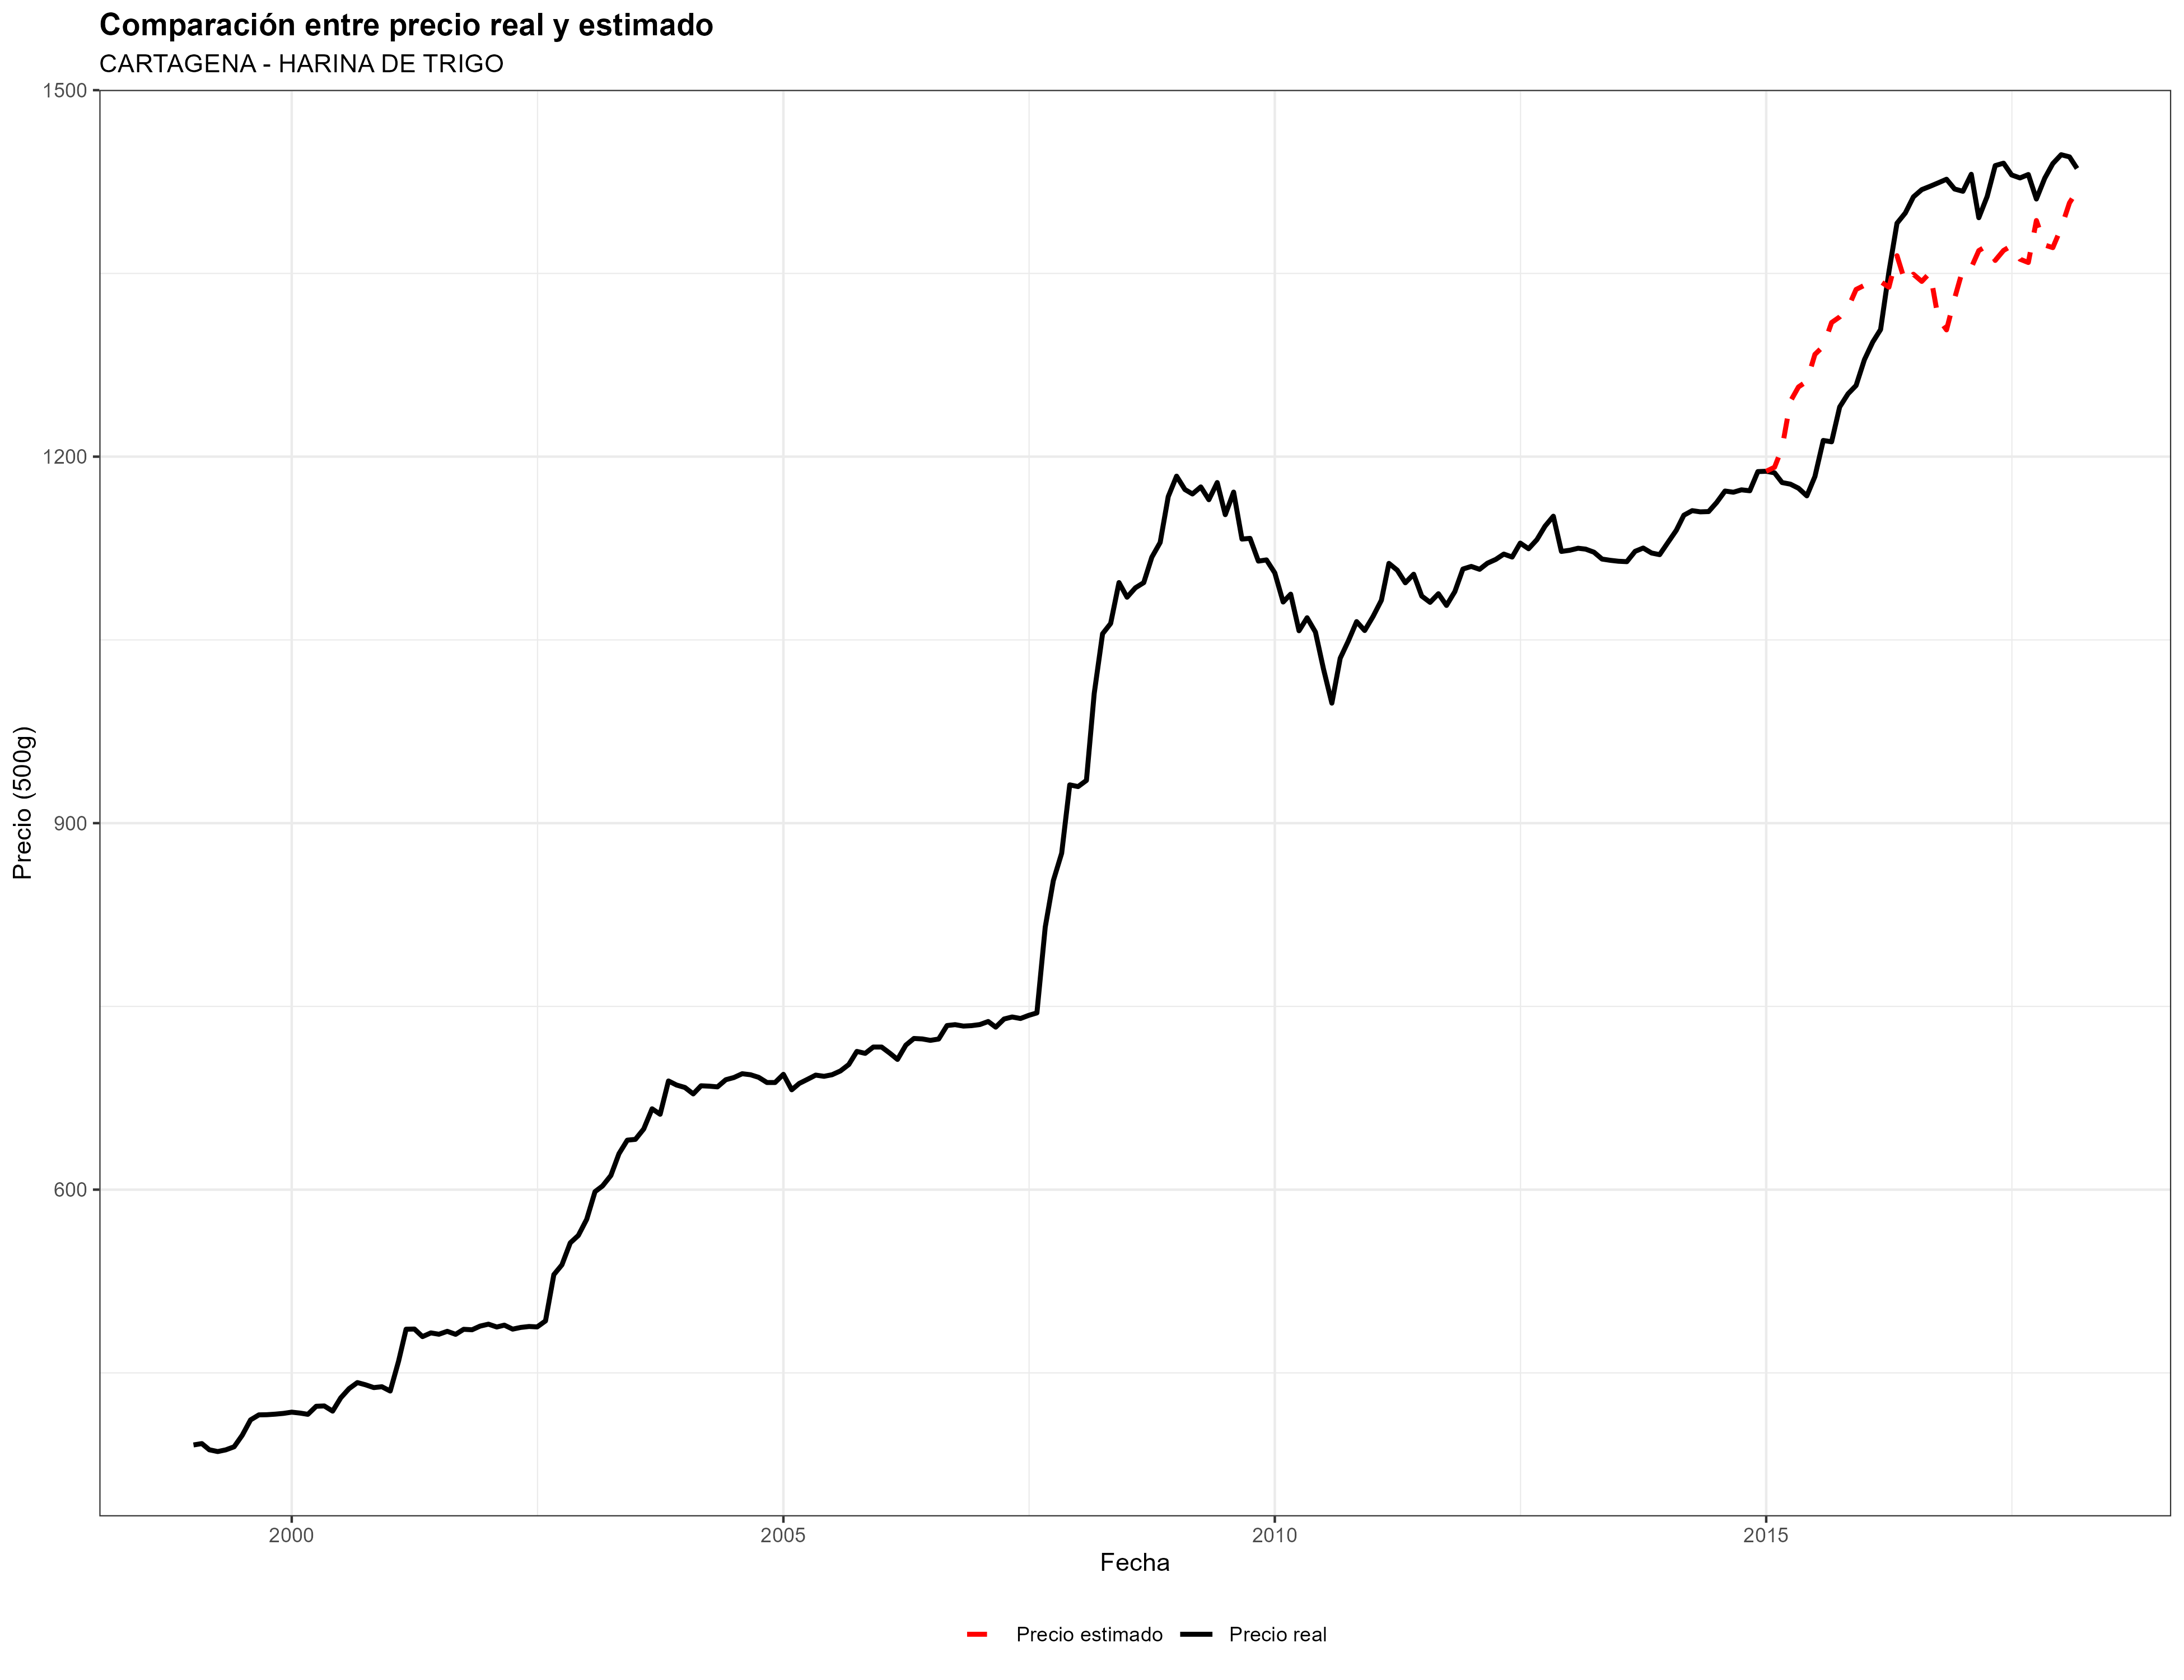 Comparación entre precio real y estimado
CARTAGENA - HARINA DE TRIGO
1500
1200
900
600
Precio (500g)
2000 2005 2010 2015
Fecha
Precio estimado Precio real